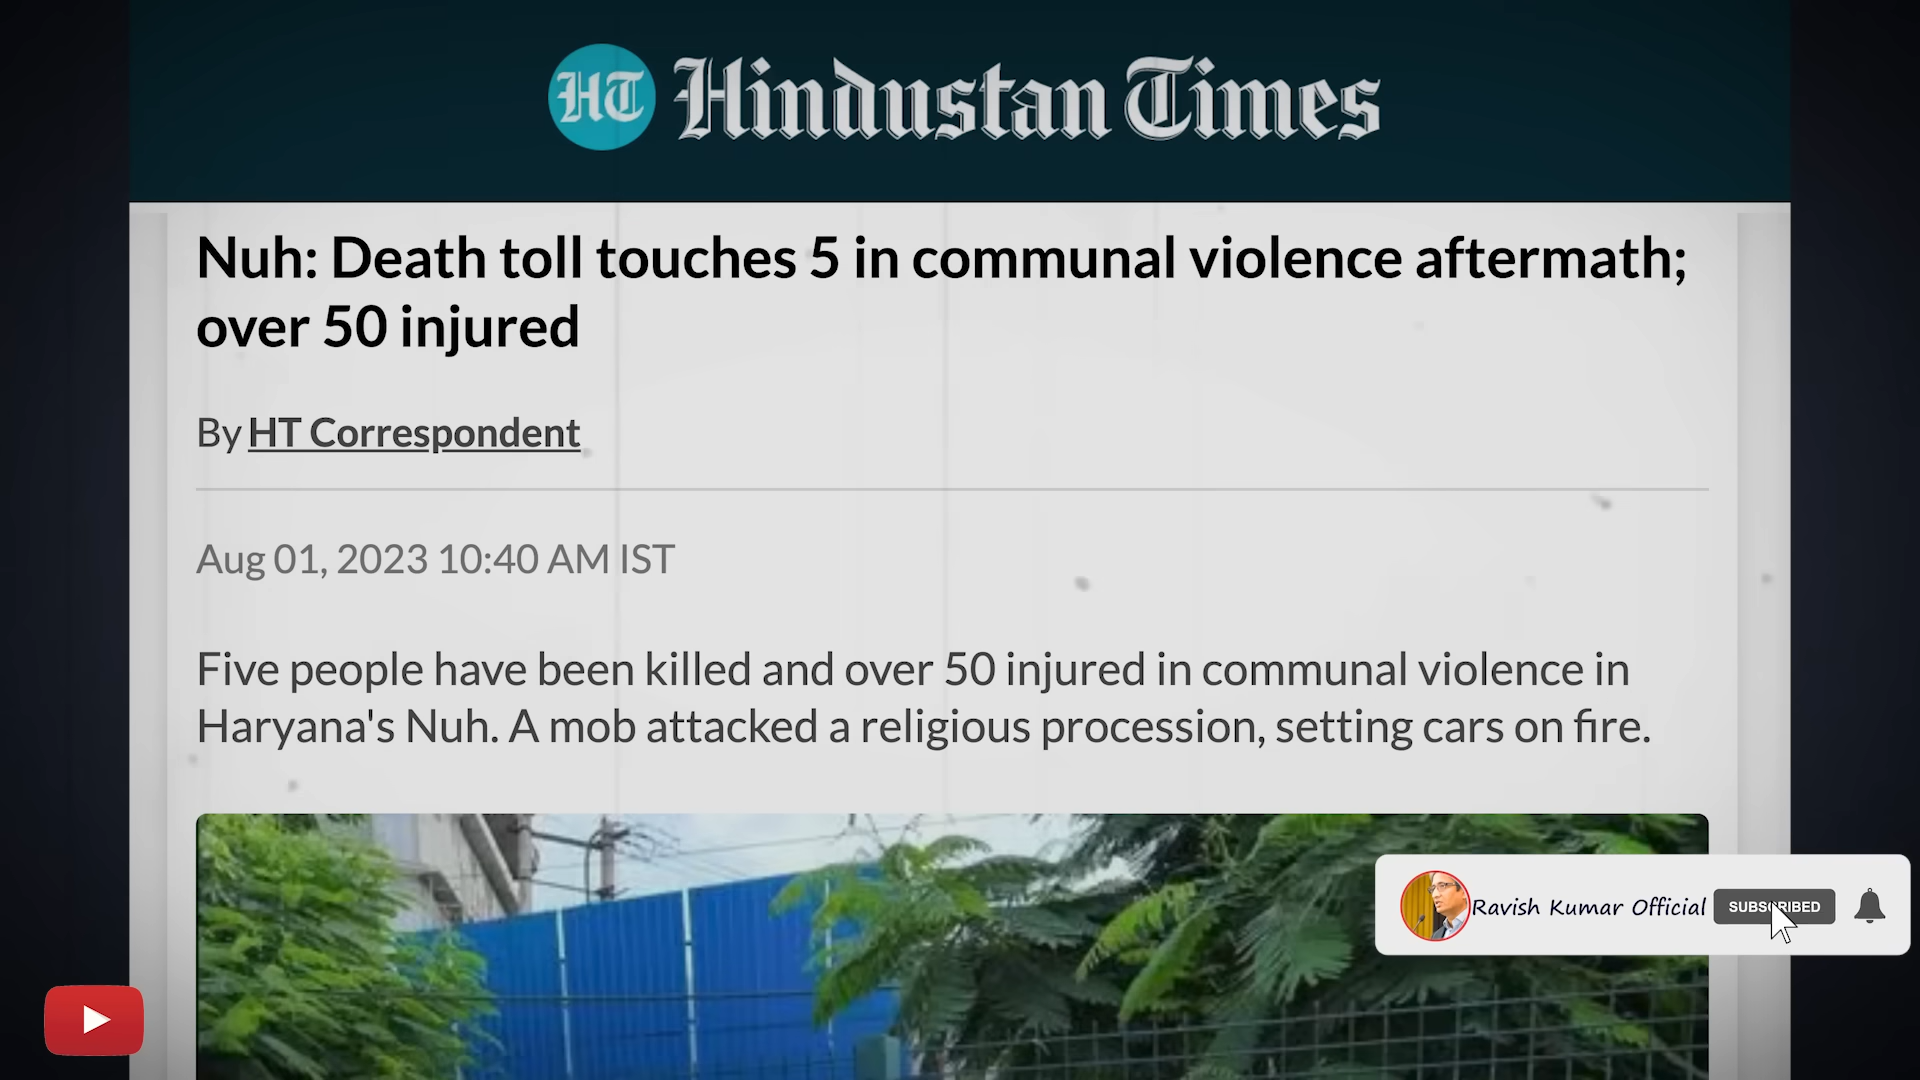 HT Hindustan Times
Nuh: Death toll touches 5 in communal violence aftermath;
over 50 injured
By HT Correspondent
Aug 01, 2023 10:40 AM IST
Five people have been killed and over 50 injured in communal violence in
Haryana's Nuh. A mob attacked a religious procession, setting cars on fire.
Ravish Kumar Official SUBSCRIBED